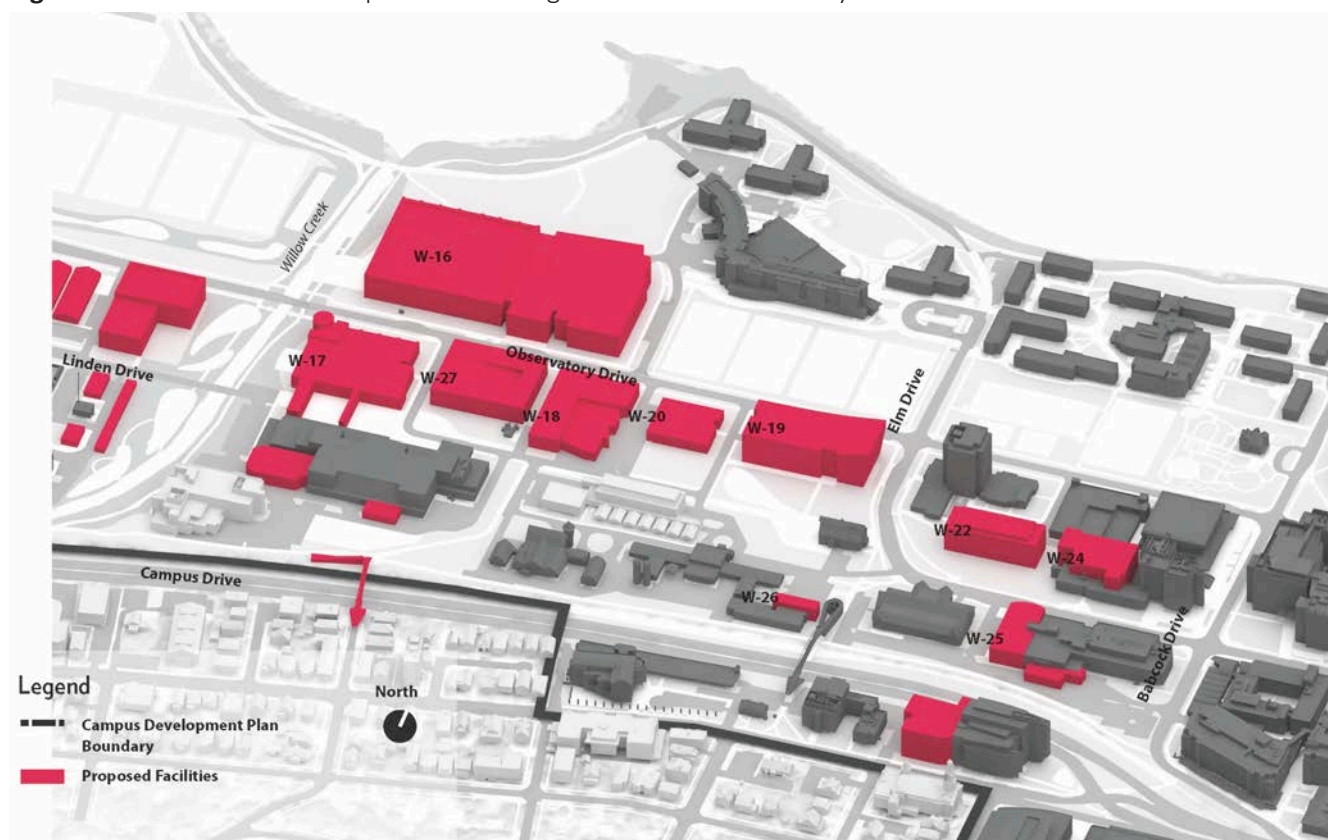 Willow Creek
W-16
Observatory Drive
W-17
W-27
Linden Drive
W-18
W-20
W-19
Elm Drive
W-22
W-24
Campus Drive
W-26
W-25
Babcock Drive
Legend
North
Campus Development Plan
Boundary
Proposed Facilities